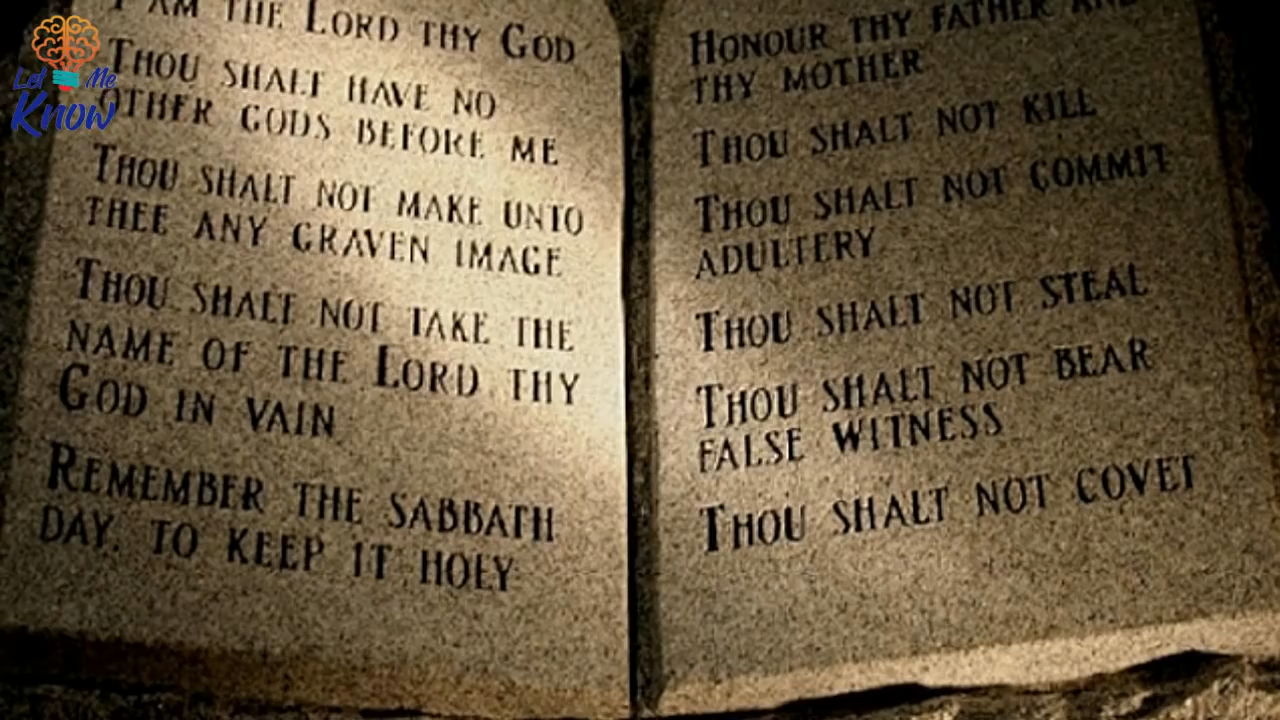 Let Me
Know
I AM THE LORD THY GOD
THOU SHALT HAVE NO
OTHER GODS BEFORE ME
THOU SHALT NOT MAKE UNTO
THEE ANY GRAVEN IMAGE
THOU SHALT NOT TAKE THE
NAME OF THE LORD THY
GOD IN VAIN
REMEMBER THE SABBATH
DAY, TO KEEP IT HOLY
HONOUR THY FATHER AND
THY MOTHER
THOU SHALT NOT KILL
THOU SHALT NOT COMMIT
ADULTERY
THOU SHALT NOT STEAL
THOU SHALT NOT BEAR
FALSE WITNESS
THOU SHALT NOT COVET